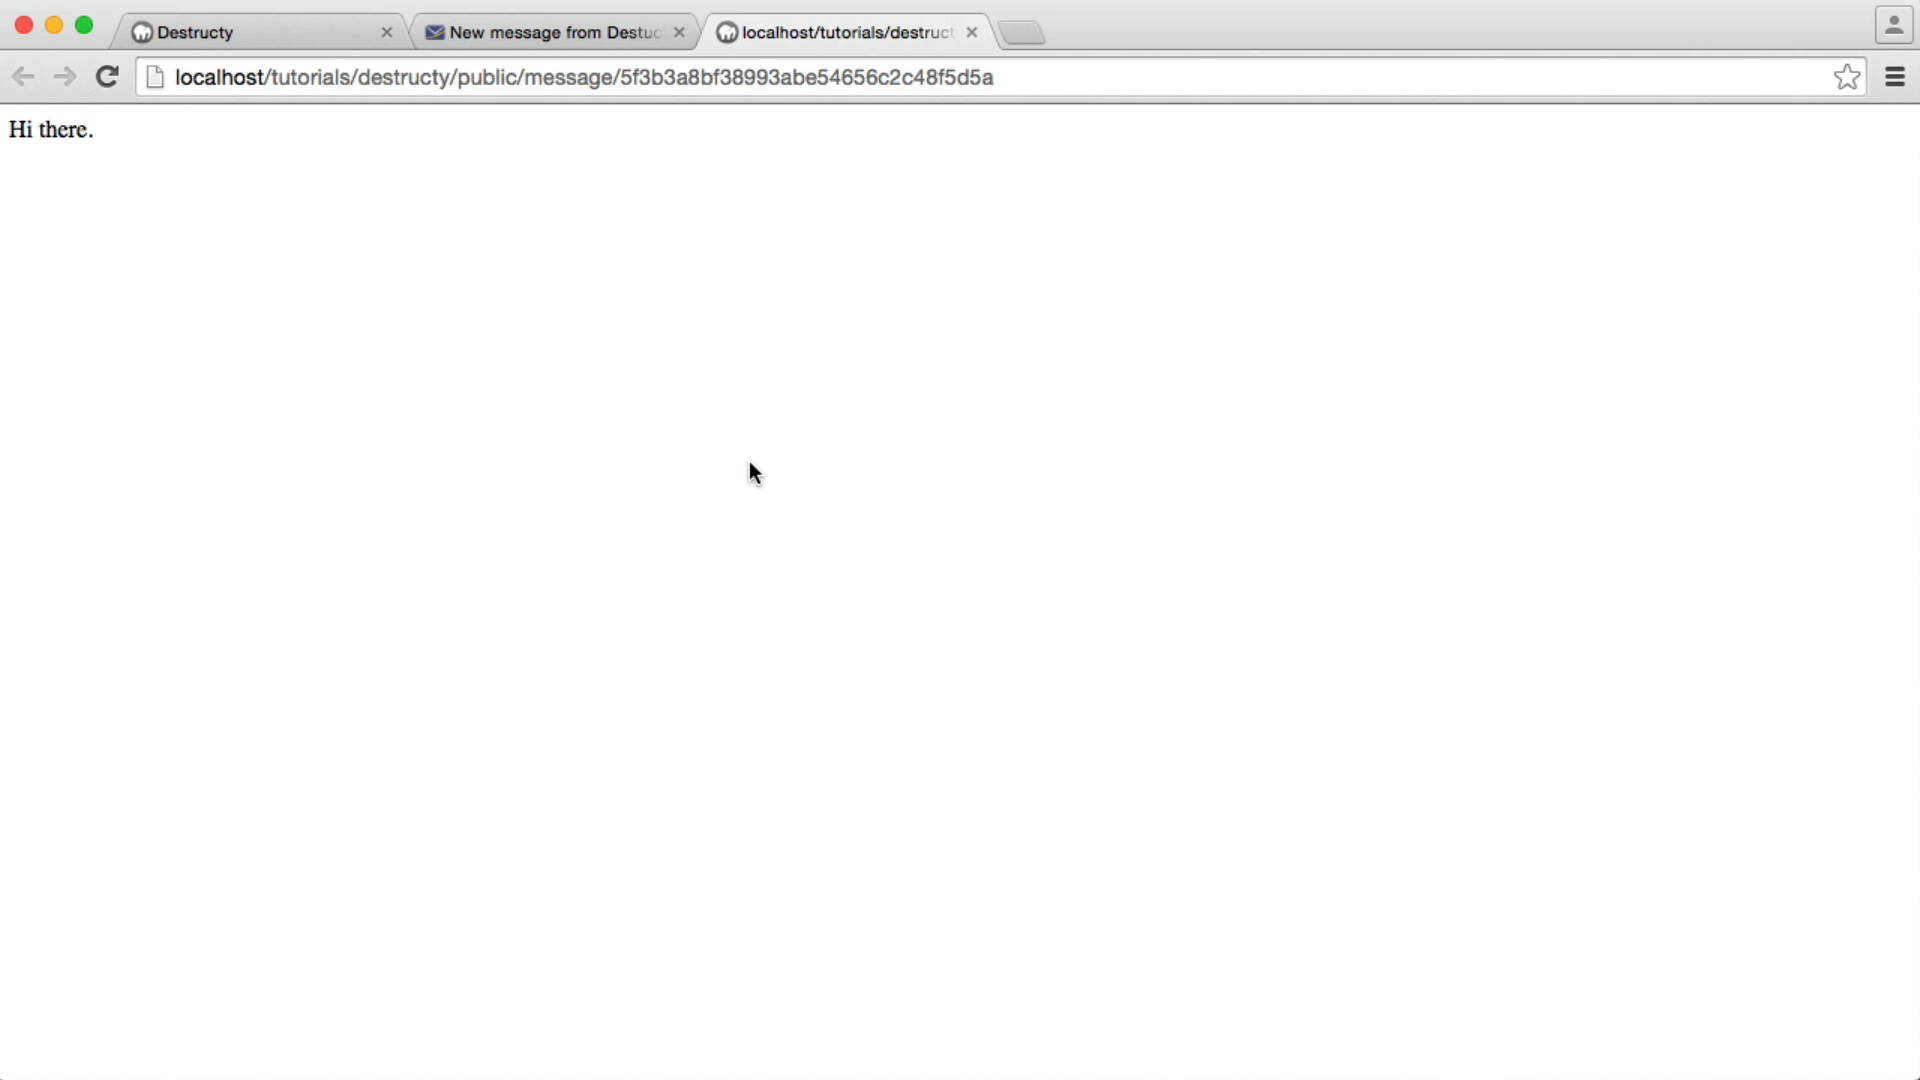 Destructy
New message from Destuc
localhost/tutorials/destruct
localhost/tutorials/destructy/public/message/5f3b3a8bf38993abe54656c2c48f5d5a
Hi there.